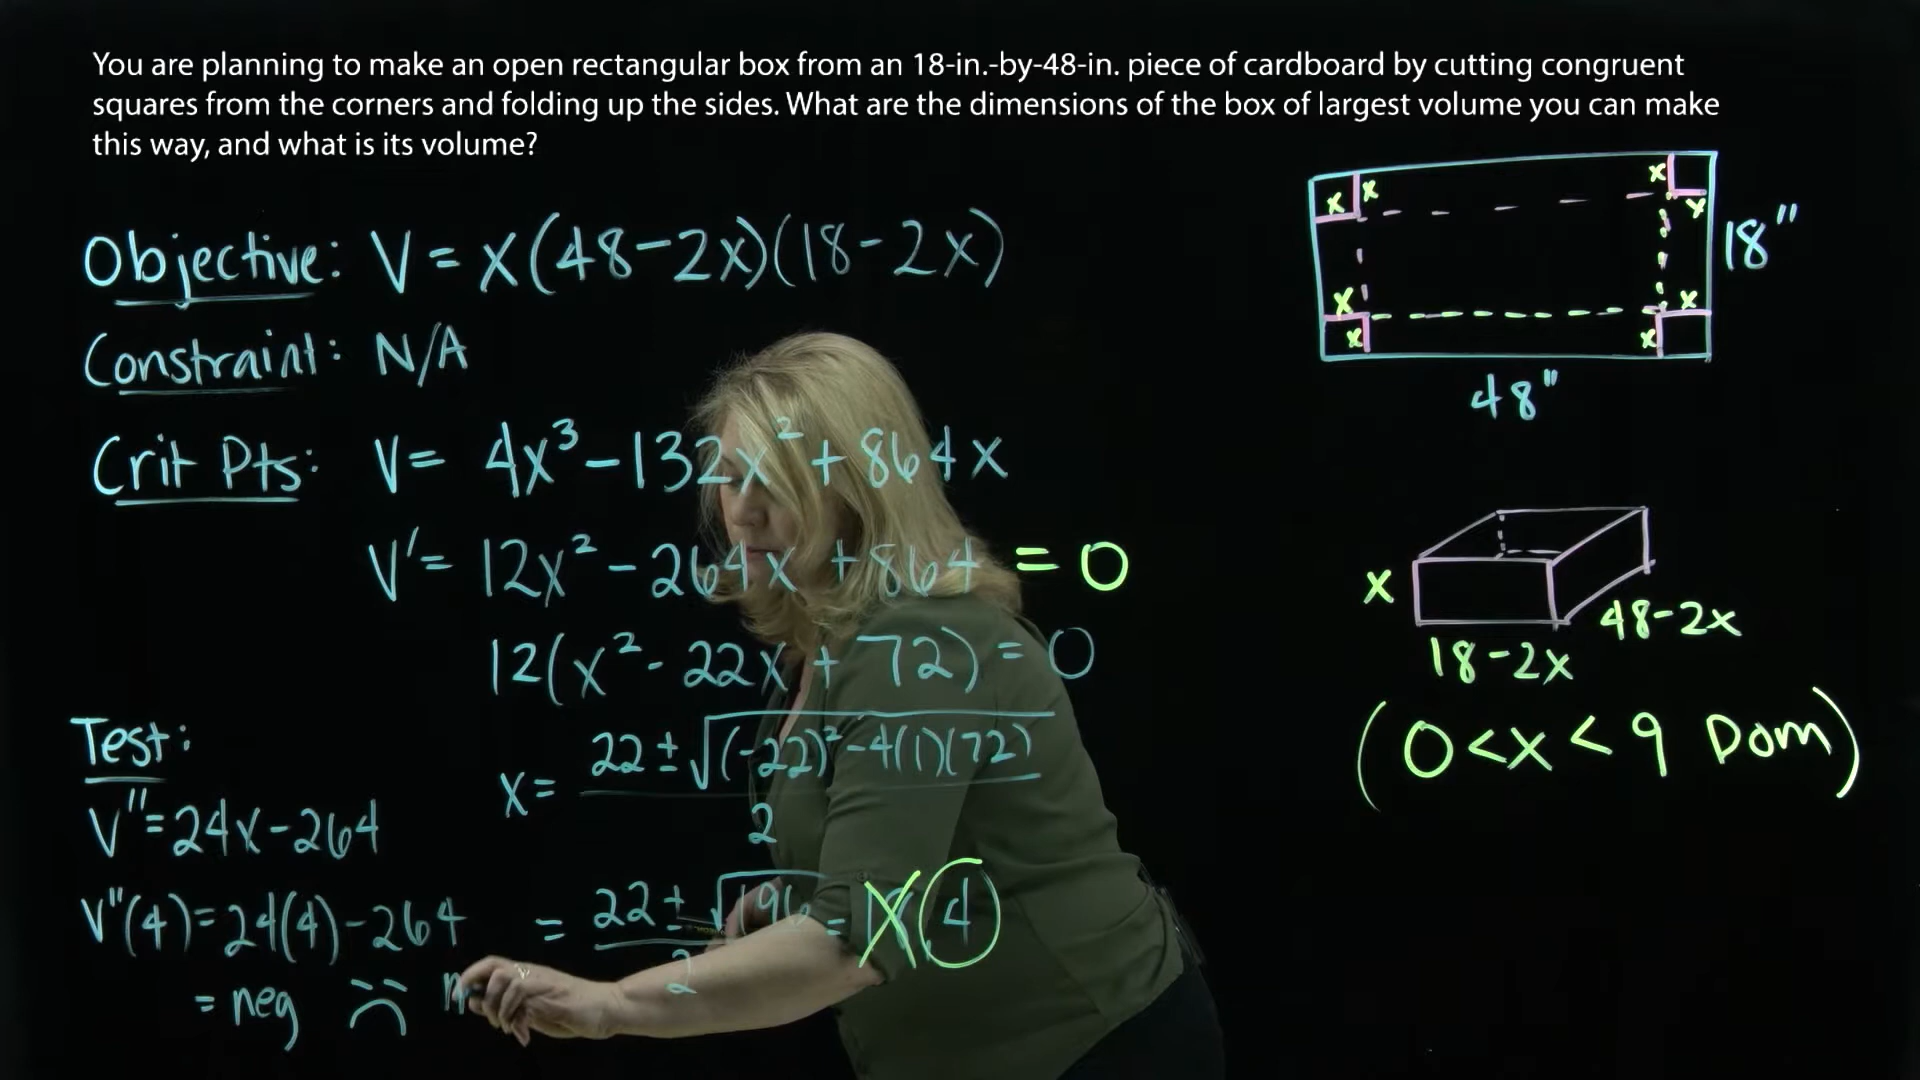 You are planning to make an open rectangular box from an 18-in.-by-48-in. piece of cardboard by cutting congruent
squares from the corners and folding up the sides. What are the dimensions of the box of largest volume you can make
this way, and what is its volume?
Objective: V = x(48-2x)(18-2x)
Constraint: N/A
Crit Pts: V = 4x³ - 132x² + 864x
V' = 12x² - 264x + 864 = 0
12(x² - 22x + 72) = 0
x = 22 ± √(-22)² - 4(1)(72)
2
= 22 ± √196 = 4
2
Test:
V'' = 24x - 264
V''(4) = 24(4) - 264
= neg
x x
x x
x x
x x
18"
48"
x
48-2x
18-2x
(0 < x < 9 Dom)